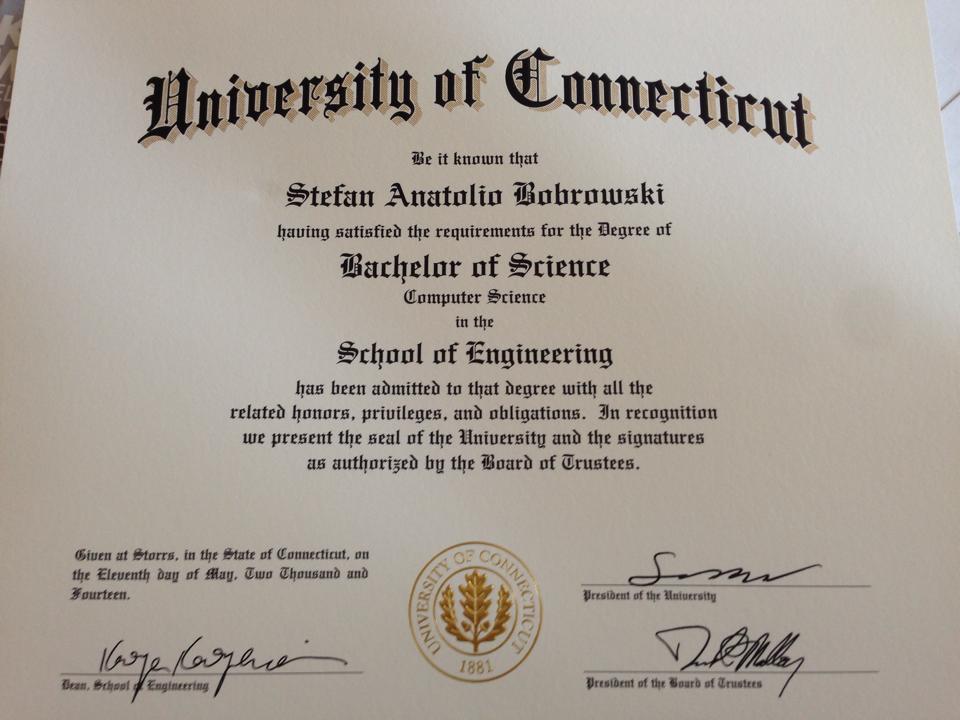 University of Connecticut
Be it known that
Stefan Anatolio Bobrowski
having satisfied the requirements for the Degree of
Bachelor of Science
Computer Science
in the
School of Engineering
has been admitted to that degree with all the
related honors, privileges, and obligations. In recognition
we present the seal of the University and the signatures
as authorized by the Board of Trustees.
Given at Storrs, in the State of Connecticut, on
the Eleventh day of May, Two Thousand and
Fourteen.
UNIVERSITY OF CONNECTICUT
1881
President of the University
Dean, School of Engineering
President of the Board of Trustees